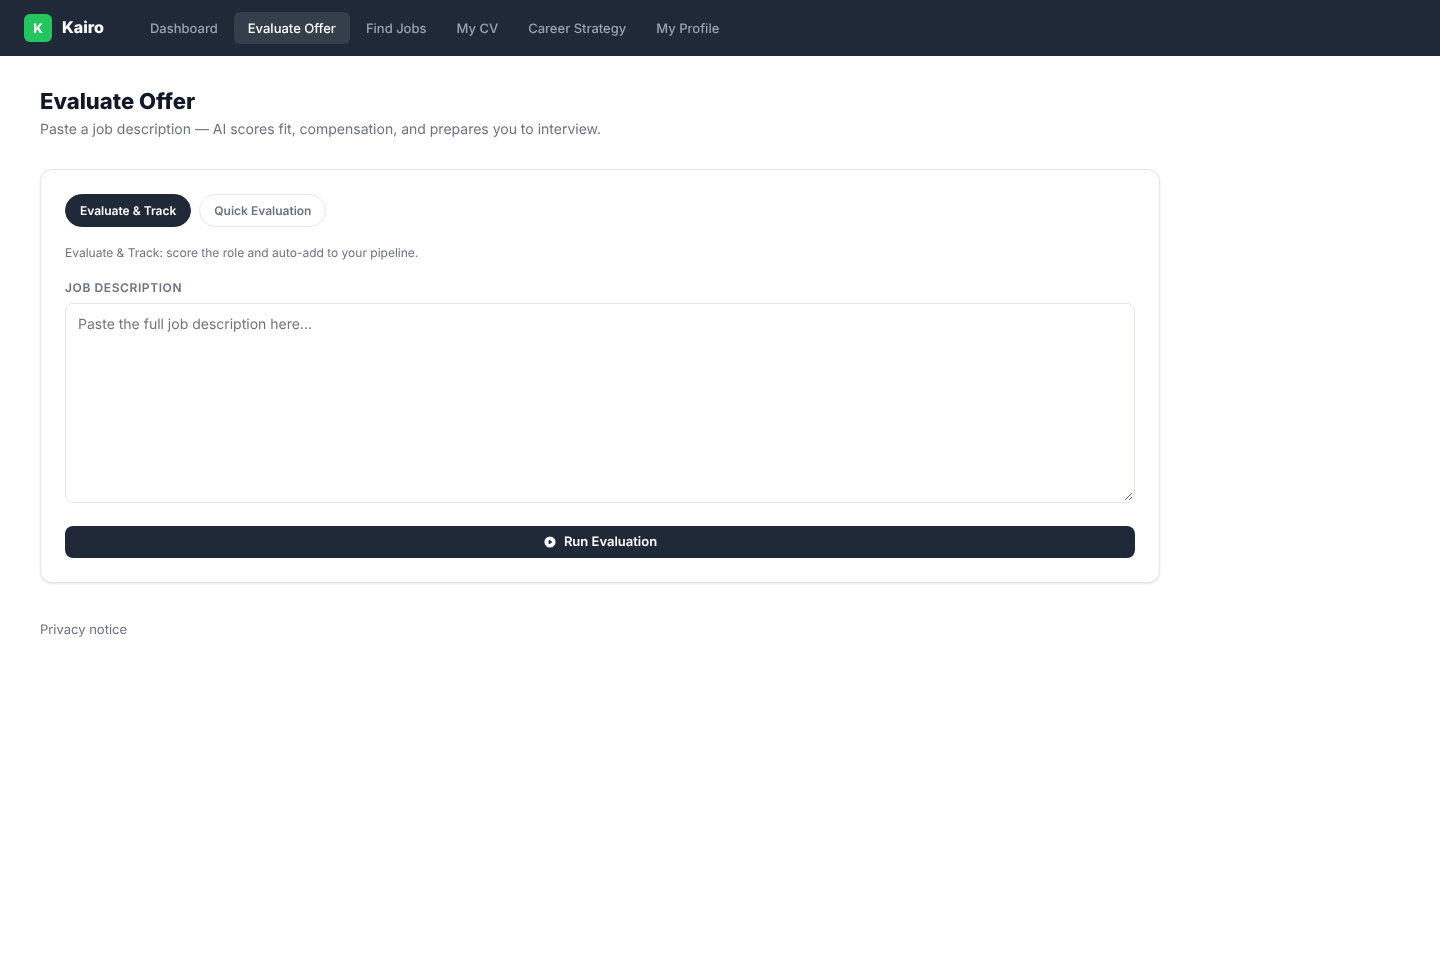 K
Kairo
Dashboard
Evaluate Offer
Find Jobs
My CV
Career Strategy
My Profile
Evaluate Offer
Paste a job description — AI scores fit, compensation, and prepares you to interview.
Evaluate & Track
Quick Evaluation
Evaluate & Track: score the role and auto-add to your pipeline.
JOB DESCRIPTION
Paste the full job description here...
Run Evaluation
Privacy notice